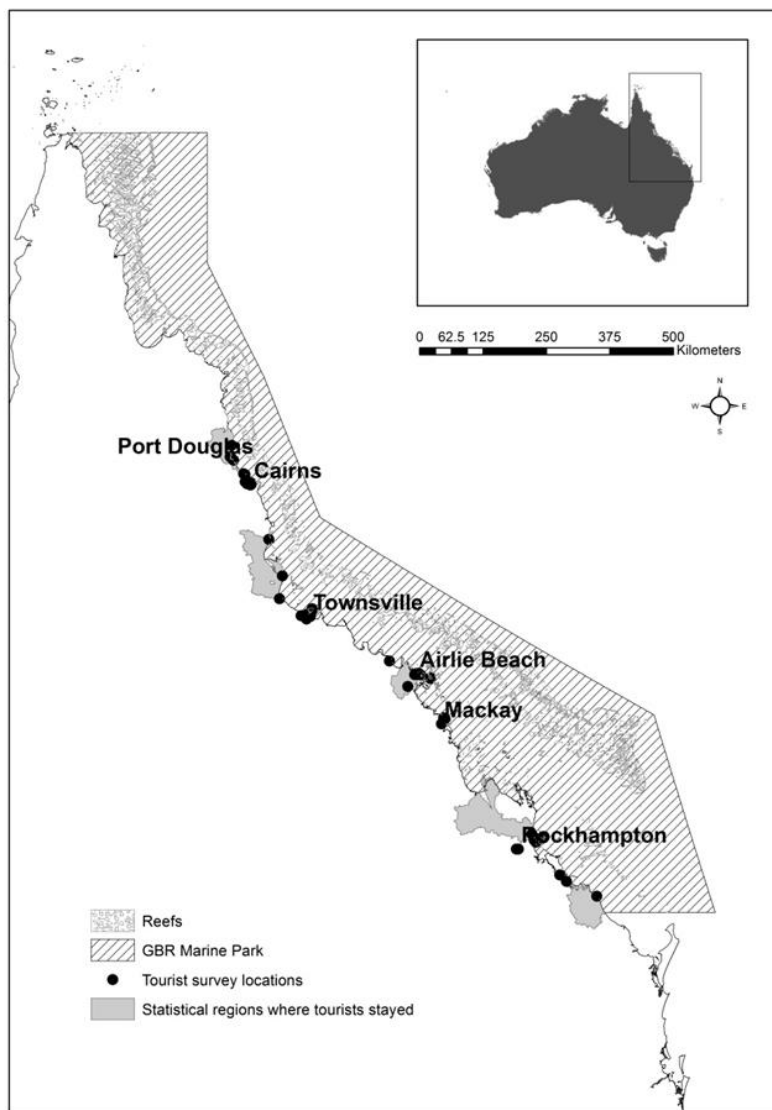 0 62.5 125 250 375 500
Kilometers
N
W E
S
Port Douglas
Cairns
Townsville
Airlie Beach
Mackay
Rockhampton
Reefs
GBR Marine Park
Tourist survey locations
Statistical regions where tourists stayed